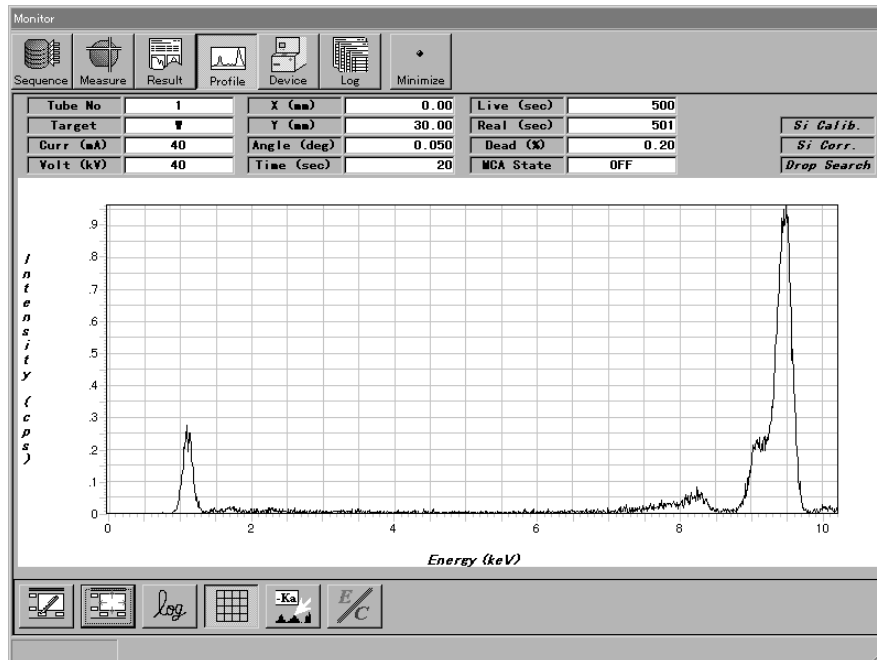 Monitor
Sequence Measure Result Profile Device Log Minimize
Tube No 1 X (mm) 0.00 Live (sec) 500
Target W Y (mm) 30.00 Real (sec) 501 Si Calib.
Curr (mA) 40 Angle (deg) 0.050 Dead (%) 0.20 Si Corr.
Volt (kV) 40 Time (sec) 20 MCA State OFF Drop Search
Intensity (cps)
.9
.8
.7
.6
.5
.4
.3
.2
.1
0
0 2 4 6 8 10
Energy (keV)
log -Ka E/C